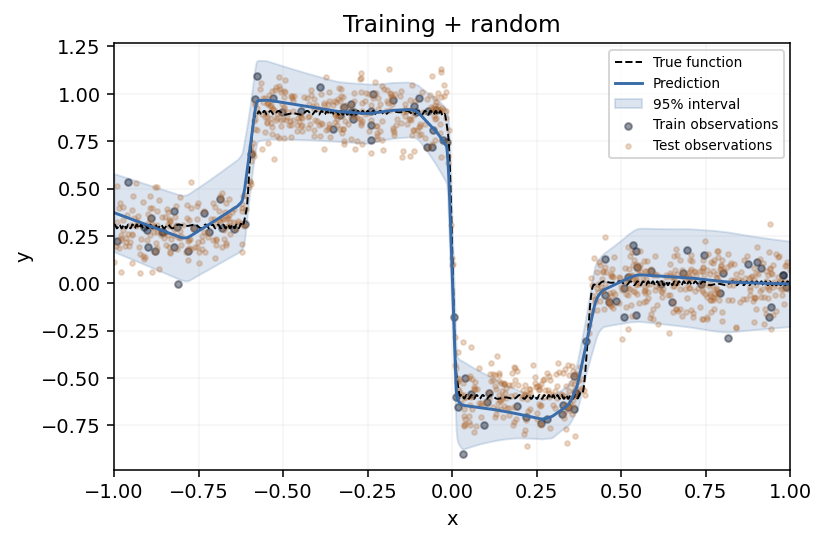 Training + random
True function
Prediction
95% interval
Train observations
Test observations
y
1.25
1.00
0.75
0.50
0.25
0.00
−0.25
−0.50
−0.75
−1.00 −0.75 −0.50 −0.25 0.00 0.25 0.50 0.75 1.00
x